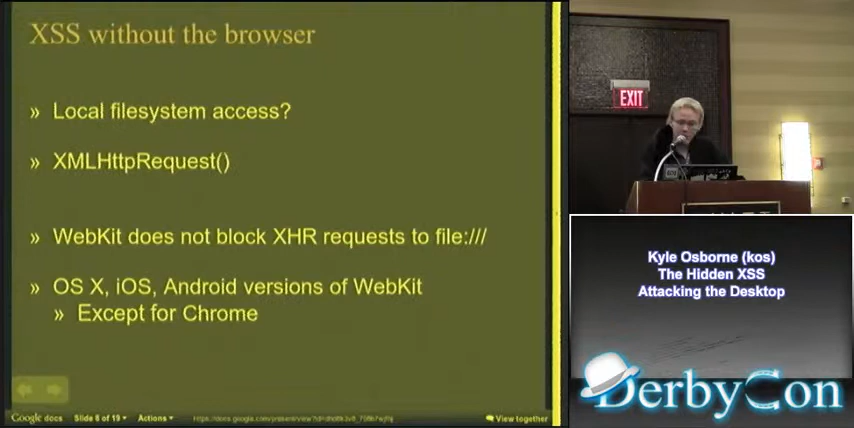 XSS without the browser
» Local filesystem access?
» XMLHttpRequest()
» WebKit does not block XHR requests to file:///
» OS X, iOS, Android versions of WebKit
» Except for Chrome
Google docs Slide 8 of 19 Actions View together
EXIT
Kyle Osborne (kos)
The Hidden XSS
Attacking the Desktop
DerbyCon